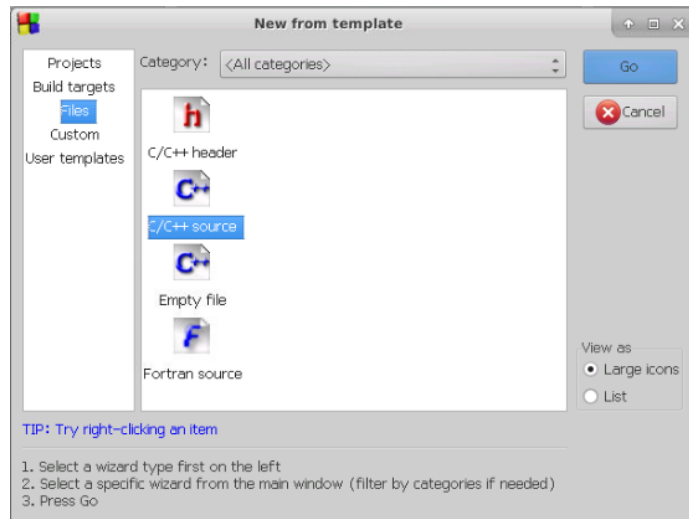 New from template
Projects
Build targets
Files
Custom
User templates
Category: <All categories>
C/C++ header
C/C++ source
Empty file
Fortran source
Go
Cancel
View as
Large icons
List
TIP: Try right-clicking an item
1. Select a wizard type first on the left
2. Select a specific wizard from the main window (filter by categories if needed)
3. Press Go